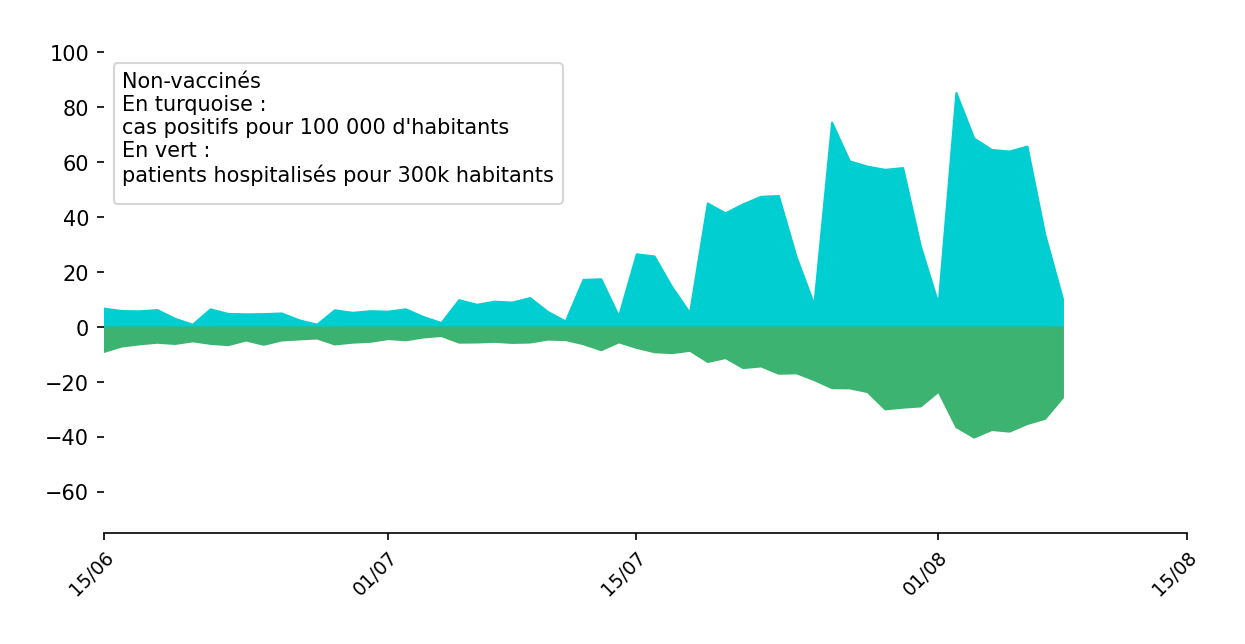 100
80
60
40
20
0
−20
−40
−60
Non-vaccinés
En turquoise :
cas positifs pour 100 000 d'habitants
En vert :
patients hospitalisés pour 300k habitants
15/06
01/07
15/07
01/08
15/08